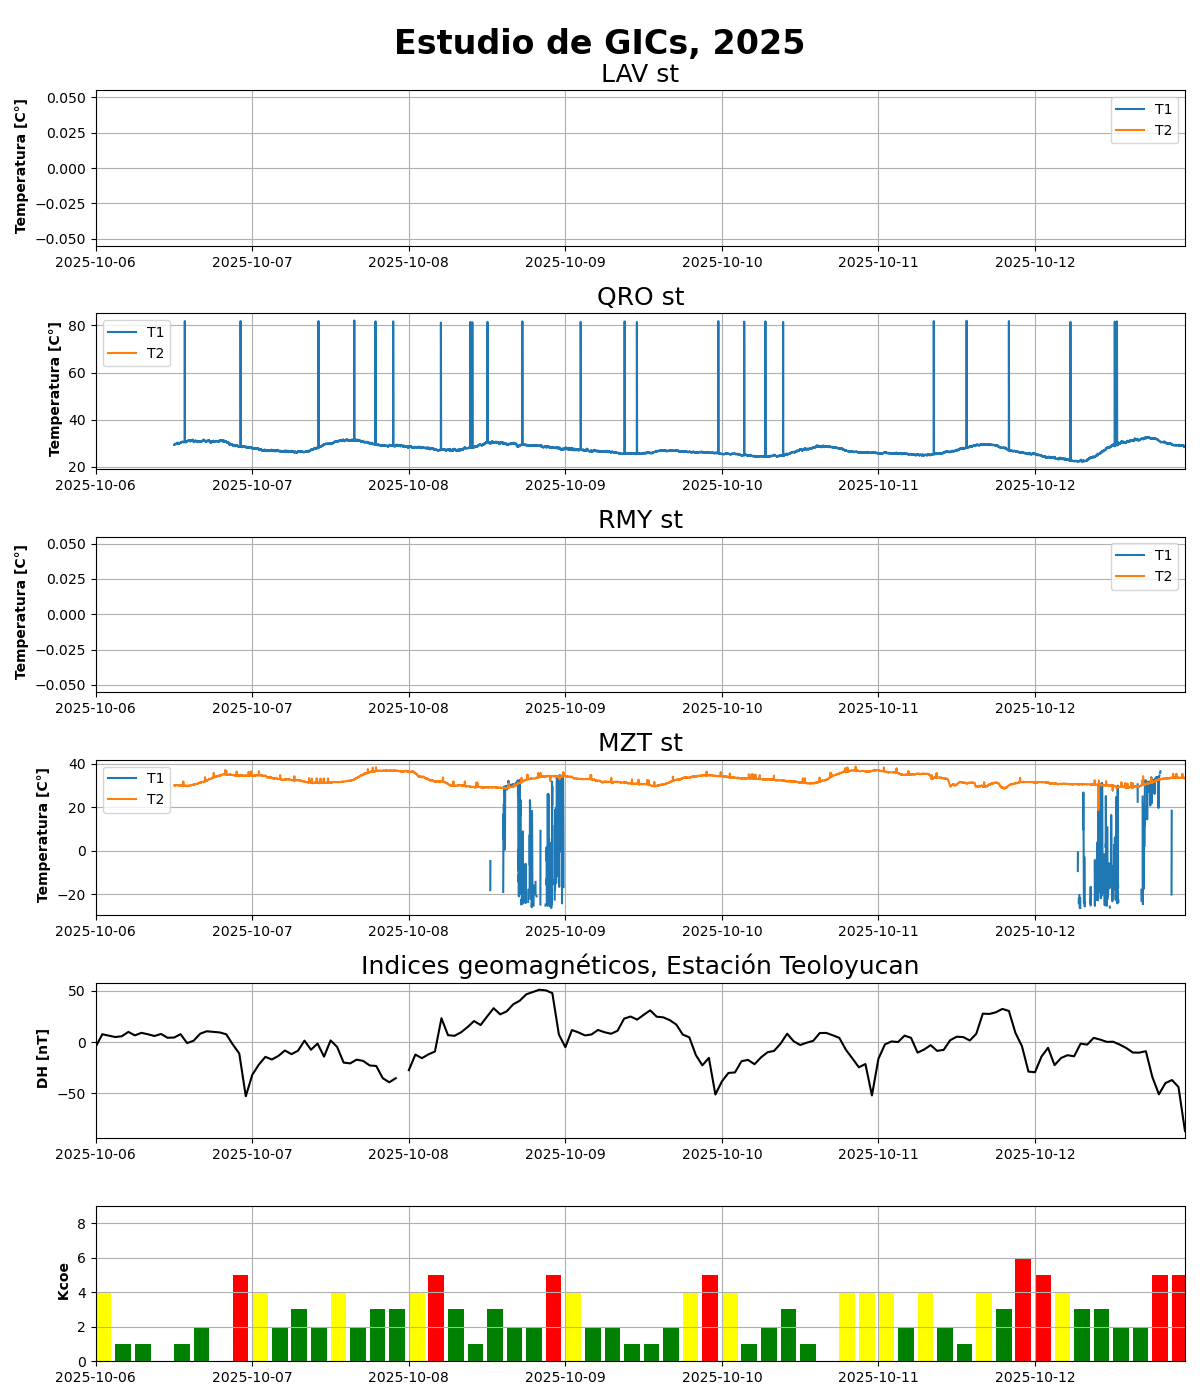 Estudio de GICs, 2025
LAV st
Temperatura [C°]
0.050
0.025
0.000
−0.025
−0.050
T1
T2
2025-10-06 2025-10-07 2025-10-08 2025-10-09 2025-10-10 2025-10-11 2025-10-12
QRO st
Temperatura [C°]
80
60
40
20
T1
T2
2025-10-06 2025-10-07 2025-10-08 2025-10-09 2025-10-10 2025-10-11 2025-10-12
RMY st
Temperatura [C°]
0.050
0.025
0.000
−0.025
−0.050
T1
T2
2025-10-06 2025-10-07 2025-10-08 2025-10-09 2025-10-10 2025-10-11 2025-10-12
MZT st
Temperatura [C°]
40
20
0
−20
T1
T2
2025-10-06 2025-10-07 2025-10-08 2025-10-09 2025-10-10 2025-10-11 2025-10-12
Indices geomagnéticos, Estación Teoloyucan
DH [nT]
50
0
−50
2025-10-06 2025-10-07 2025-10-08 2025-10-09 2025-10-10 2025-10-11 2025-10-12
Kcoe
8
6
4
2
0
2025-10-06 2025-10-07 2025-10-08 2025-10-09 2025-10-10 2025-10-11 2025-10-12